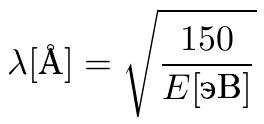 λ[Å] = √(150 / E[эВ])